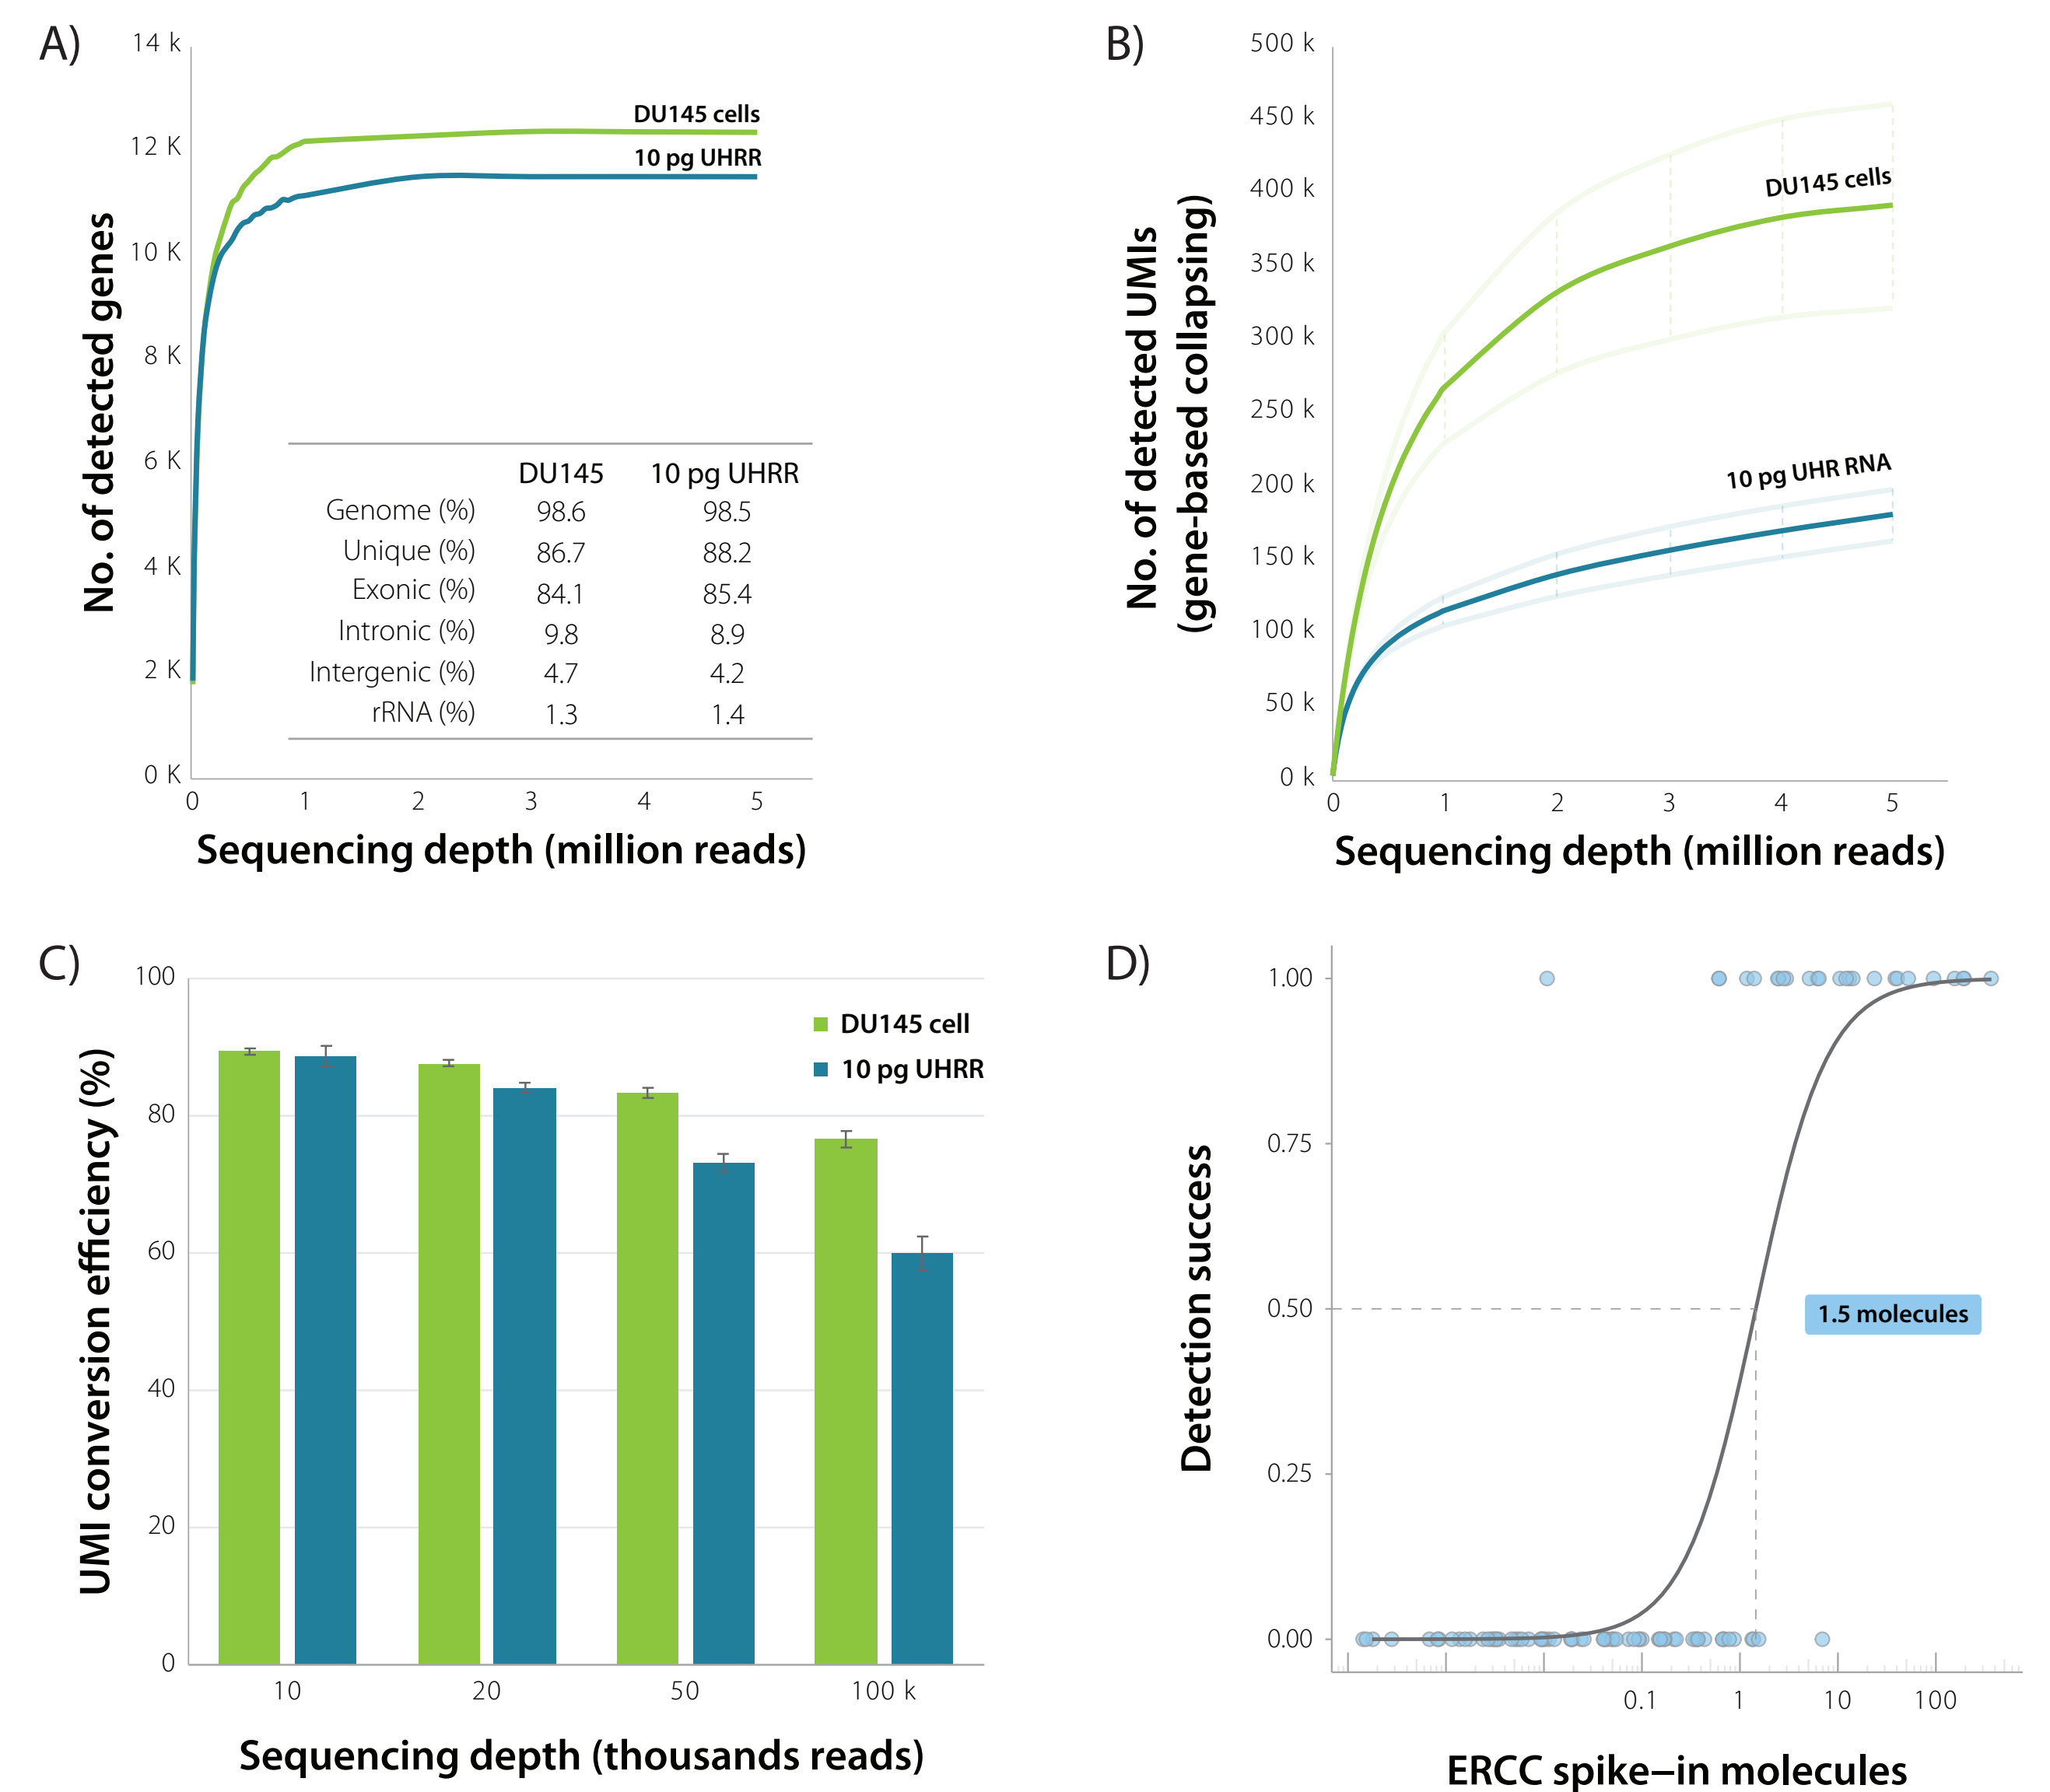 A)
14 k
12 K
10 K
8 K
6 K
4 K
2 K
0 K
No. of detected genes
DU145 cells
10 pg UHRR
DU145 10 pg UHRR
Genome (%) 98.6 98.5
Unique (%) 86.7 88.2
Exonic (%) 84.1 85.4
Intronic (%) 9.8 8.9
Intergenic (%) 4.7 4.2
rRNA (%) 1.3 1.4
0 1 2 3 4 5
Sequencing depth (million reads)
B)
500 k
450 k
400 k
350 k
300 k
250 k
200 k
150 k
100 k
50 k
0 k
No. of detected UMIs
(gene-based collapsing)
DU145 cells
10 pg UHR RNA
0 1 2 3 4 5
Sequencing depth (million reads)
C)
100
80
60
40
20
0
UMI conversion efficiency (%)
DU145 cell
10 pg UHRR
10 20 50 100 k
Sequencing depth (thousands reads)
D)
1.00
0.75
0.50
0.25
0.00
Detection success
1.5 molecules
0.1 1 10 100
ERCC spike−in molecules